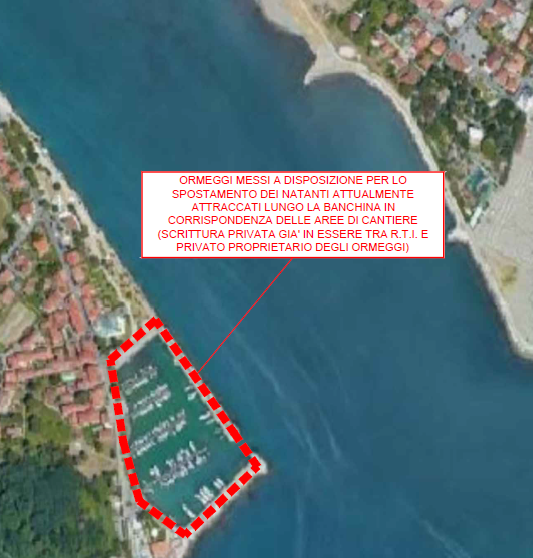 ORMEGGI MESSI A DISPOSIZIONE PER LO
SPOSTAMENTO DEI NATANTI ATTUALMENTE
ATTRACCATI LUNGO LA BANCHINA IN
CORRISPONDENZA DELLE AREE DI CANTIERE
(SCRITTURA PRIVATA GIA' IN ESSERE TRA R.T.I. E
PRIVATO PROPRIETARIO DEGLI ORMEGGI)